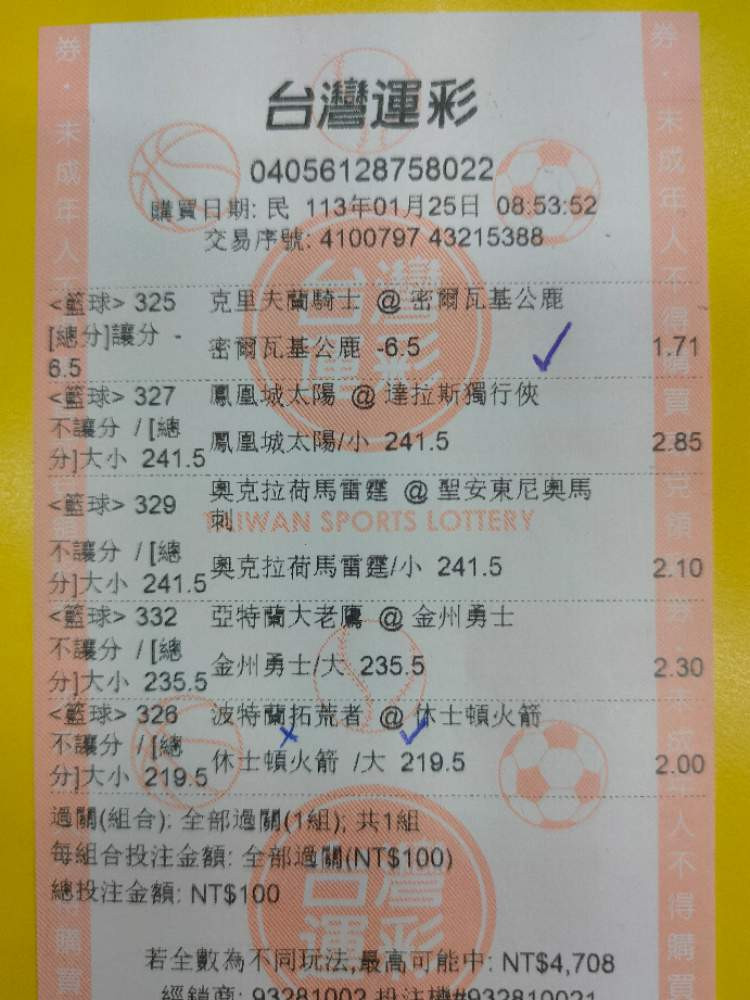 台灣運彩
04056128758022
購買日期: 民 113年01月25日 08.53:52
交易序號: 4100797 43215388
<籃球> 325 克里夫蘭騎士 @ 密爾瓦基公鹿
[總分]讓分 -6.5 密爾瓦基公鹿 -6.5 1.71
<籃球> 327 鳳凰城太陽 @ 達拉斯獨行俠
不讓分 / [總分]大小 241.5 鳳凰城太陽/小 241.5 2.85
<籃球> 329 奧克拉荷馬雷霆 @ 聖安東尼奧馬刺
TAIWAN SPORTS LOTTERY
不讓分 / [總分]大小 241.5 奧克拉荷馬雷霆/小 241.5 2.10
<籃球> 332 亞特蘭大老鷹 @ 金州勇士
不讓分 / [總分]大小 235.5 金州勇士/大 235.5 2.30
<籃球> 326 波特蘭拓荒者 @ 休士頓火箭
不讓分 / [總分]大小 219.5 休士頓火箭 /大 219.5 2.00
過關(組合): 全部過關(1組); 共1組
每組合投注金額: 全部過關(NT$100)
總投注金額: NT$100
若全數為不同玩法,最高可能中: NT$4,708
經銷商: 93281002 投注機#932810021